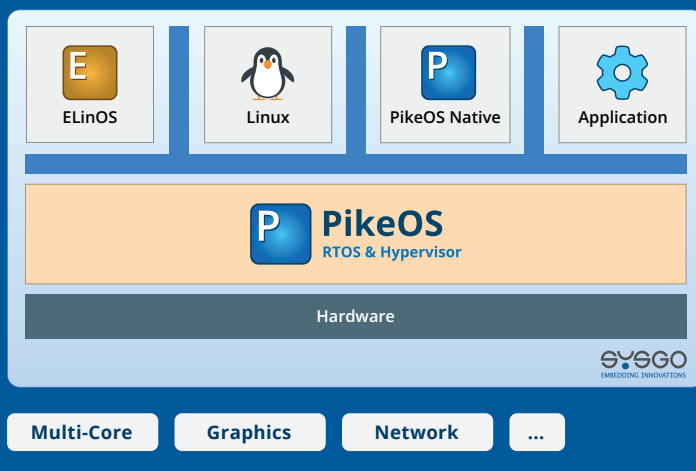 E
P
ELinOS
Linux
PikeOS Native
Application
P
PikeOS
RTOS & Hypervisor
Hardware
SYSGO
EMBEDDING INNOVATIONS
Multi-Core
Graphics
Network
...